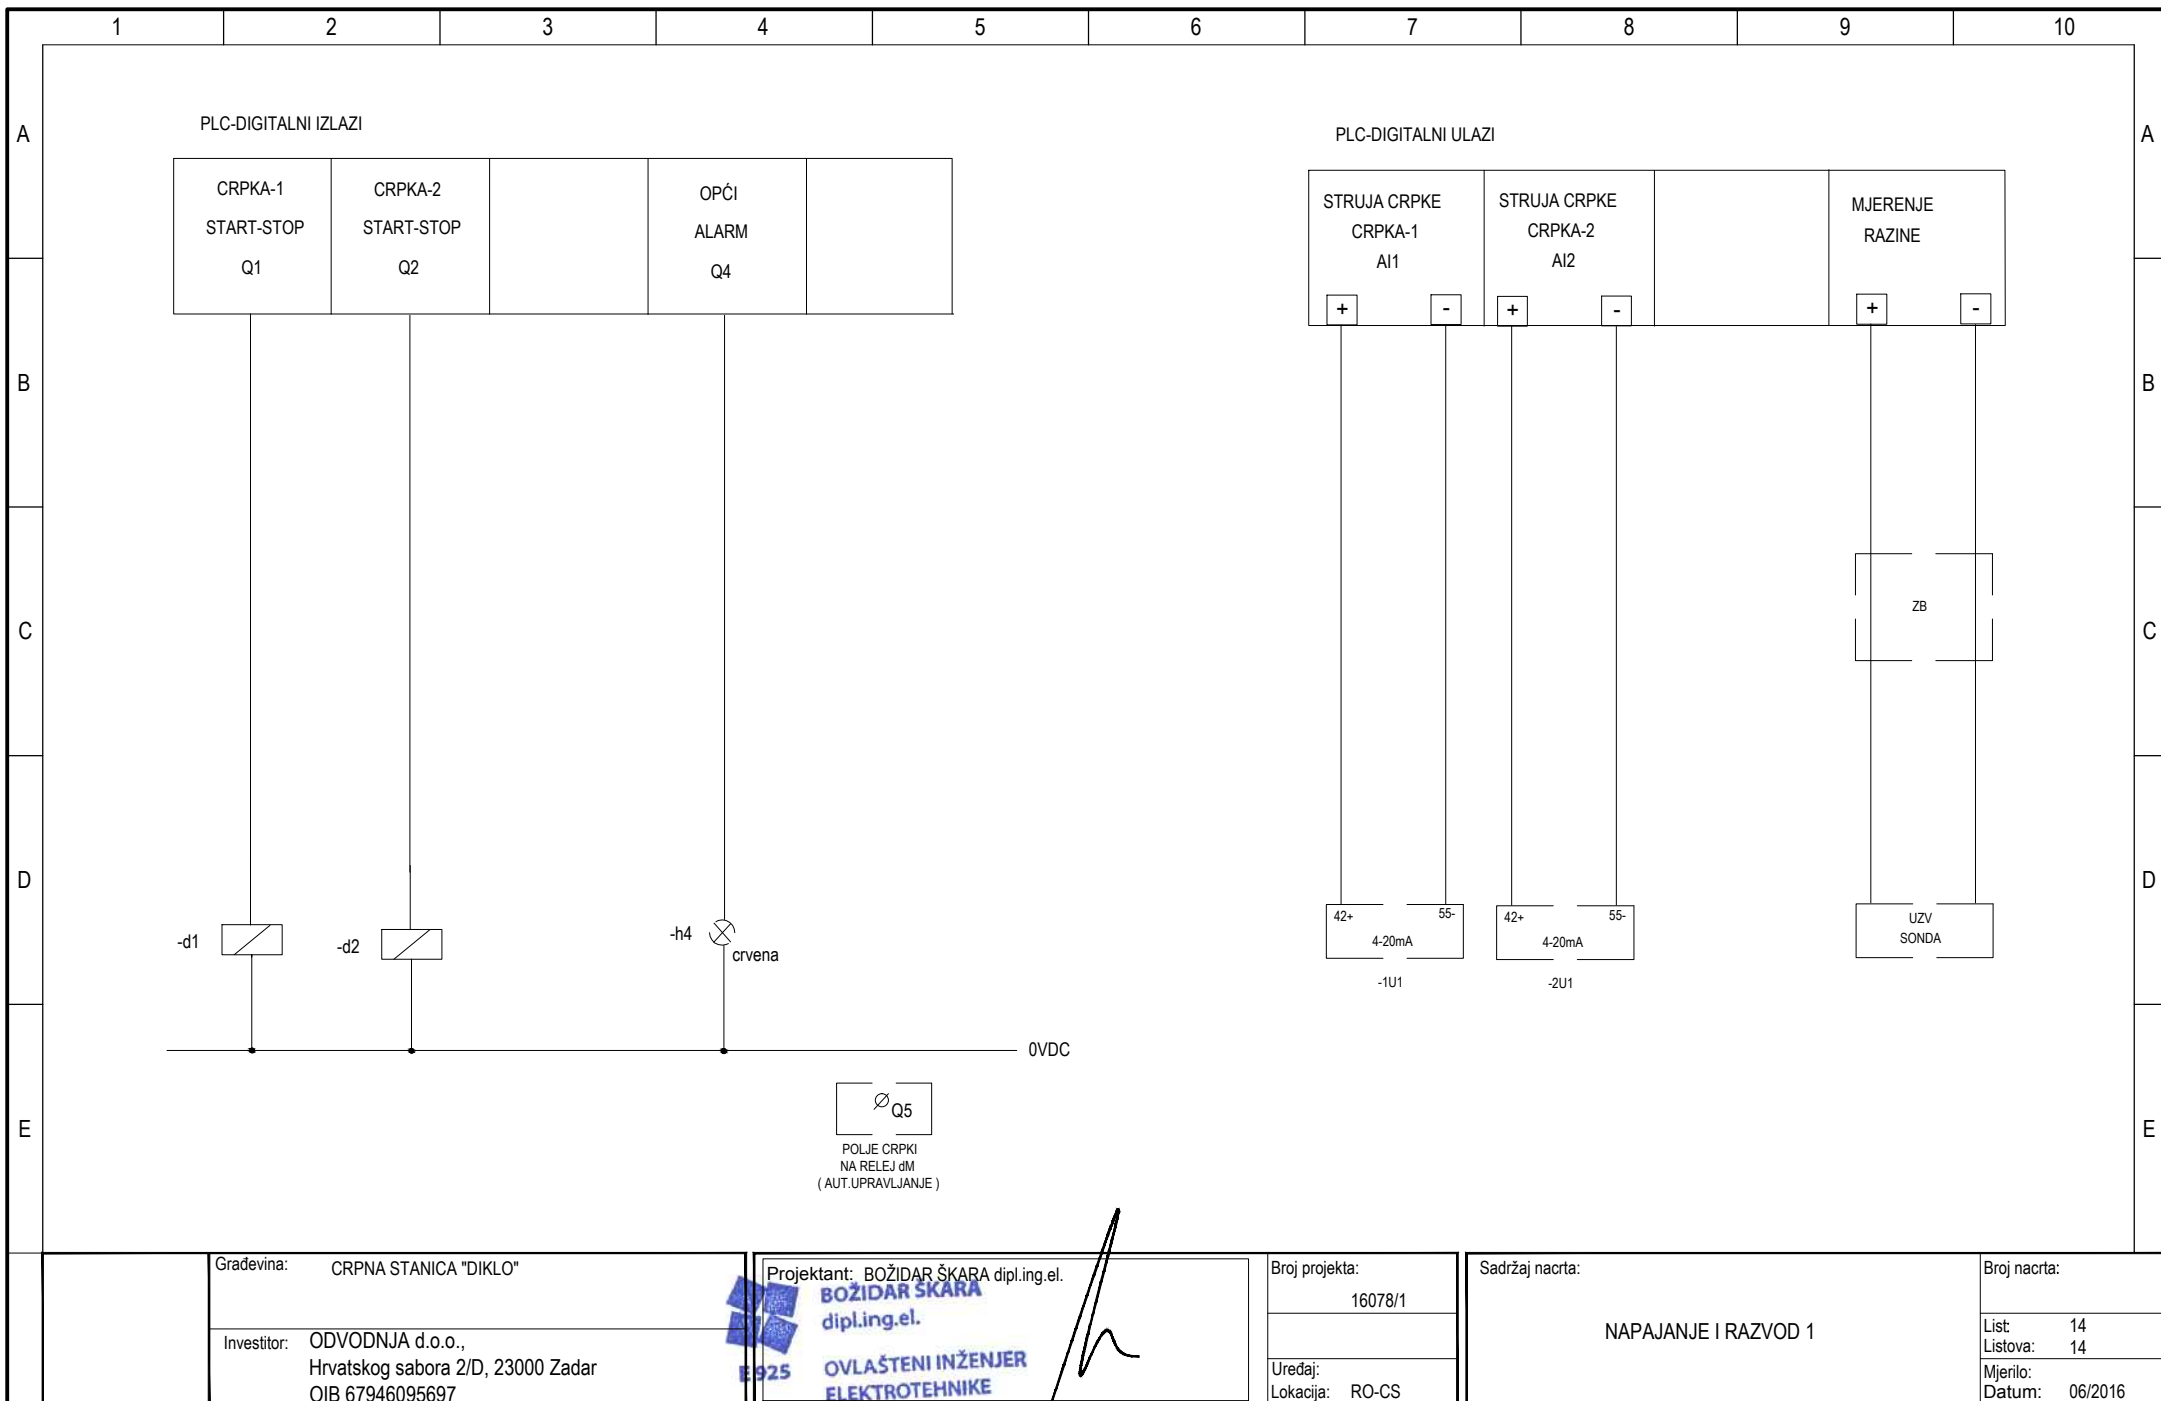 1 2 3 4 5 6 7 8 9 10
A
B
C
D
E
A
B
C
D
E
PLC-DIGITALNI IZLAZI
CRPKA-1
START-STOP
Q1
CRPKA-2
START-STOP
Q2
OPĆI
ALARM
Q4
PLC-DIGITALNI ULAZI
STRUJA CRPKE
CRPKA-1
AI1
+ -
STRUJA CRPKE
CRPKA-2
AI2
+ -
MJERENJE
RAZINE
+ -
ZB
-d1
-d2
-h4
crvena
0VDC
42+ 55-
4-20mA
-1U1
42+ 55-
4-20mA
-2U1
UZV
SONDA
Q5
POLJE CRPKI
NA RELEJ dM
( AUT.UPRAVLJANJE )
Građevina: CRPNA STANICA "DIKLO"
Investitor: ODVODNJA d.o.o.,
Hrvatskog sabora 2/D, 23000 Zadar
OIB 67946095697
Projektant: BOŽIDAR ŠKARA dipl.ing.el.
BOŽIDAR ŠKARA
dipl.ing.el.
E 925 OVLAŠTENI INŽENJER
ELEKTROTEHNIKE
Broj projekta:
16078/1
Uređaj:
Lokacija: RO-CS
Sadržaj nacrta:
NAPAJANJE I RAZVOD 1
Broj nacrta:
List: 14
Listova: 14
Mjerilo:
Datum: 06/2016